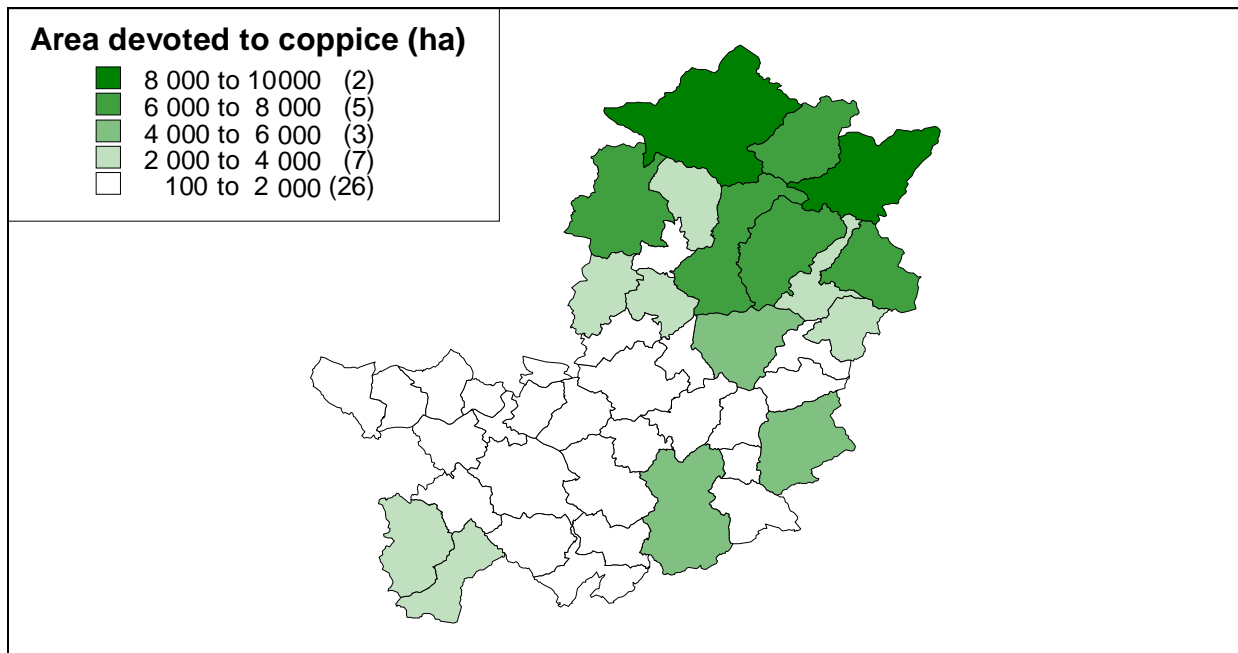 Area devoted to coppice (ha)
8 000 to 10000 (2)
6 000 to 8 000 (5)
4 000 to 6 000 (3)
2 000 to 4 000 (7)
100 to 2 000 (26)